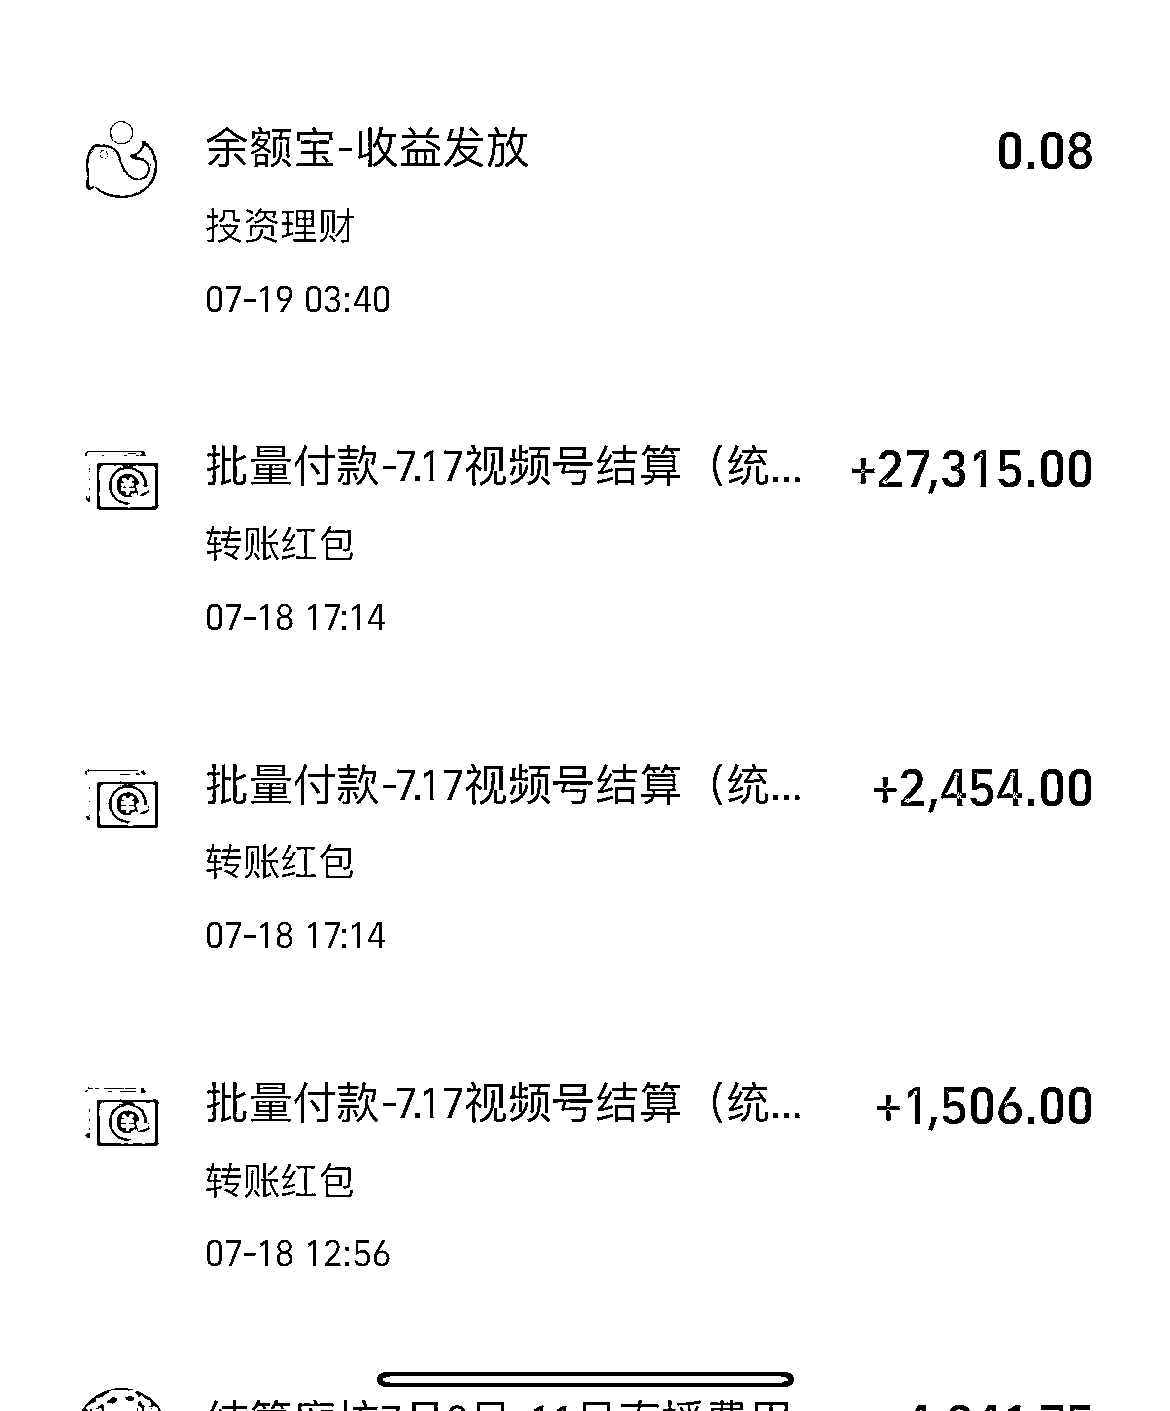 余额宝-收益发放 0.08
投资理财
07-19 03:40
批量付款-7.17视频号结算（统... +27,315.00
转账红包
07-18 17:14
批量付款-7.17视频号结算（统... +2,454.00
转账红包
07-18 17:14
批量付款-7.17视频号结算（统... +1,506.00
转账红包
07-18 12:56